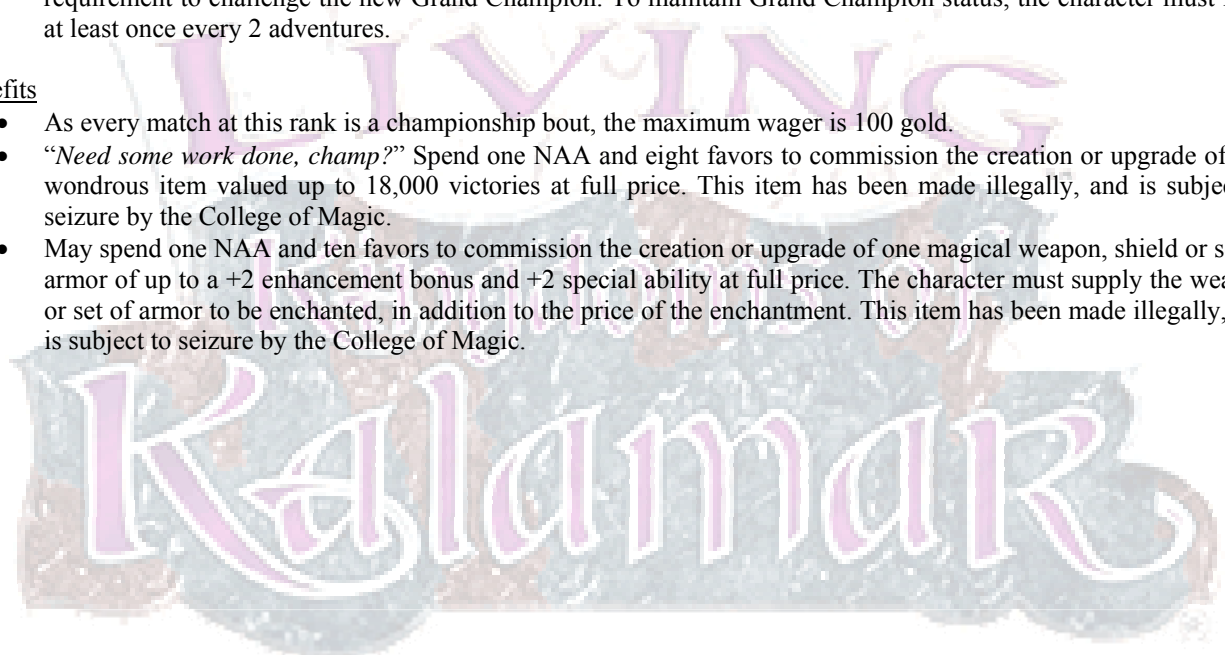 requirement to challenge the new Grand Champion. To maintain Grand Champion status, the character must
at least once every 2 adventures.
efits
• As every match at this rank is a championship bout, the maximum wager is 100 gold.
• “Need some work done, champ?” Spend one NAA and eight favors to commission the creation or upgrade of
wondrous item valued up to 18,000 victories at full price. This item has been made illegally, and is subjec
seizure by the College of Magic.
• May spend one NAA and ten favors to commission the creation or upgrade of one magical weapon, shield or s
armor of up to a +2 enhancement bonus and +2 special ability at full price. The character must supply the wea
or set of armor to be enchanted, in addition to the price of the enchantment. This item has been made illegally,
is subject to seizure by the College of Magic.
LIVING
Kingdoms of
Kalamar